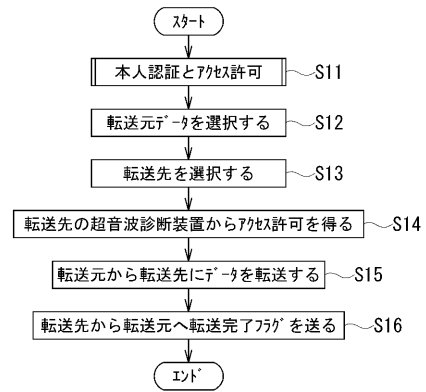 スタート
本人認証とアクセス許可 S11
転送元データを選択する S12
転送先を選択する S13
転送先の超音波診断装置からアクセス許可を得る S14
転送元から転送先にデータを転送する S15
転送先から転送元へ転送完了フラグを送る S16
エンド